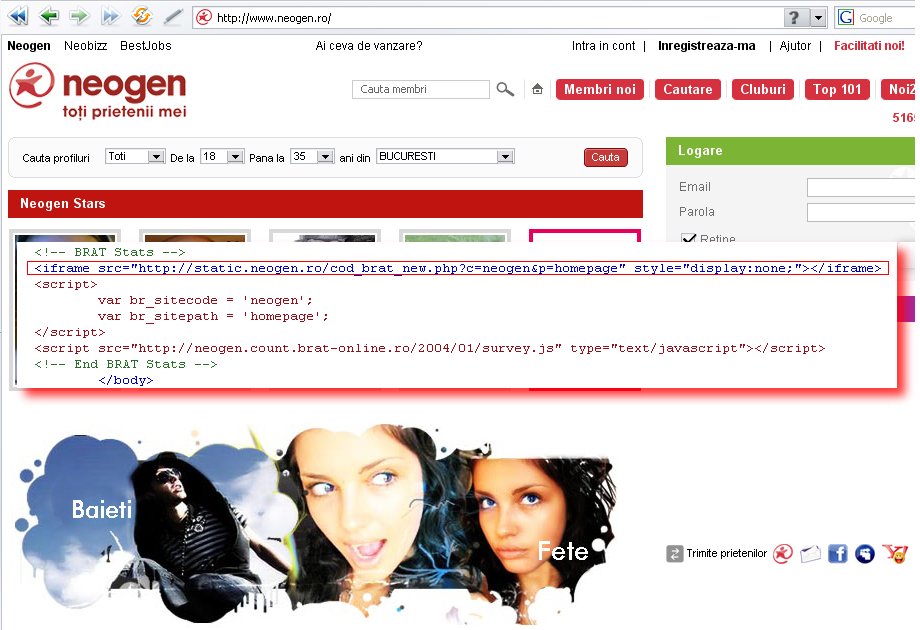 http://www.neogen.ro/
? Google
Neogen Neobizz BestJobs Ai ceva de vanzare? Intra in cont | Inregistreaza-ma | Ajutor | Facilitati noi!
neogen
toți prietenii mei
Cauta membri Membri noi Cautare Cluburi Top 101
Cauta profiluri Toti De la 18 Pana la 35 ani din BUCURESTI Cauta
Logare
Email
Parola
Retine
Neogen Stars
<!-- BRAT Stats -->
<iframe src="http://static.neogen.ro/cod_brat_new.php?c=neogen&p=homepage" style="display:none;"></iframe>
<script>
var br_sitecode = 'neogen';
var br_sitepath = 'homepage';
</script>
<script src="http://neogen.count.brat-online.ro/2004/01/survey.js" type="text/javascript"></script>
<!-- End BRAT Stats -->
</body>
Baieti
Fete
Trimite prietenilor